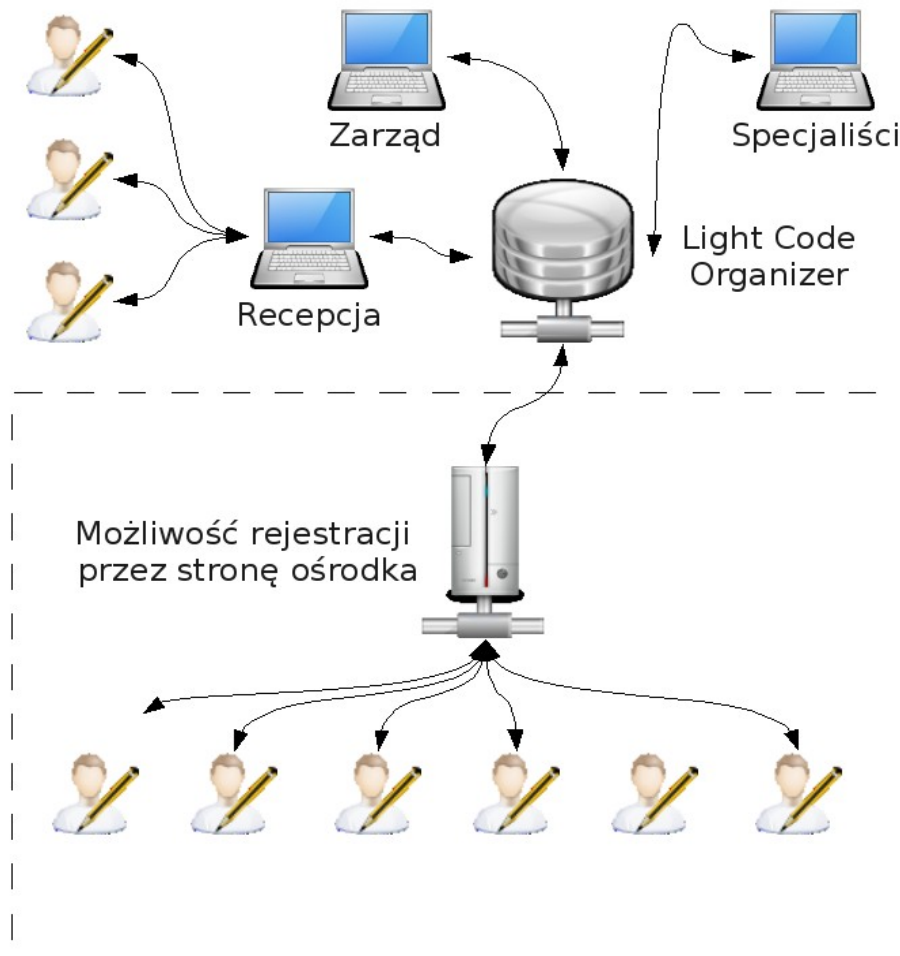 Zarząd
Specjaliści
Light Code
Organizer
Recepcja
Możliwość rejestracji
przez stronę ośrodka